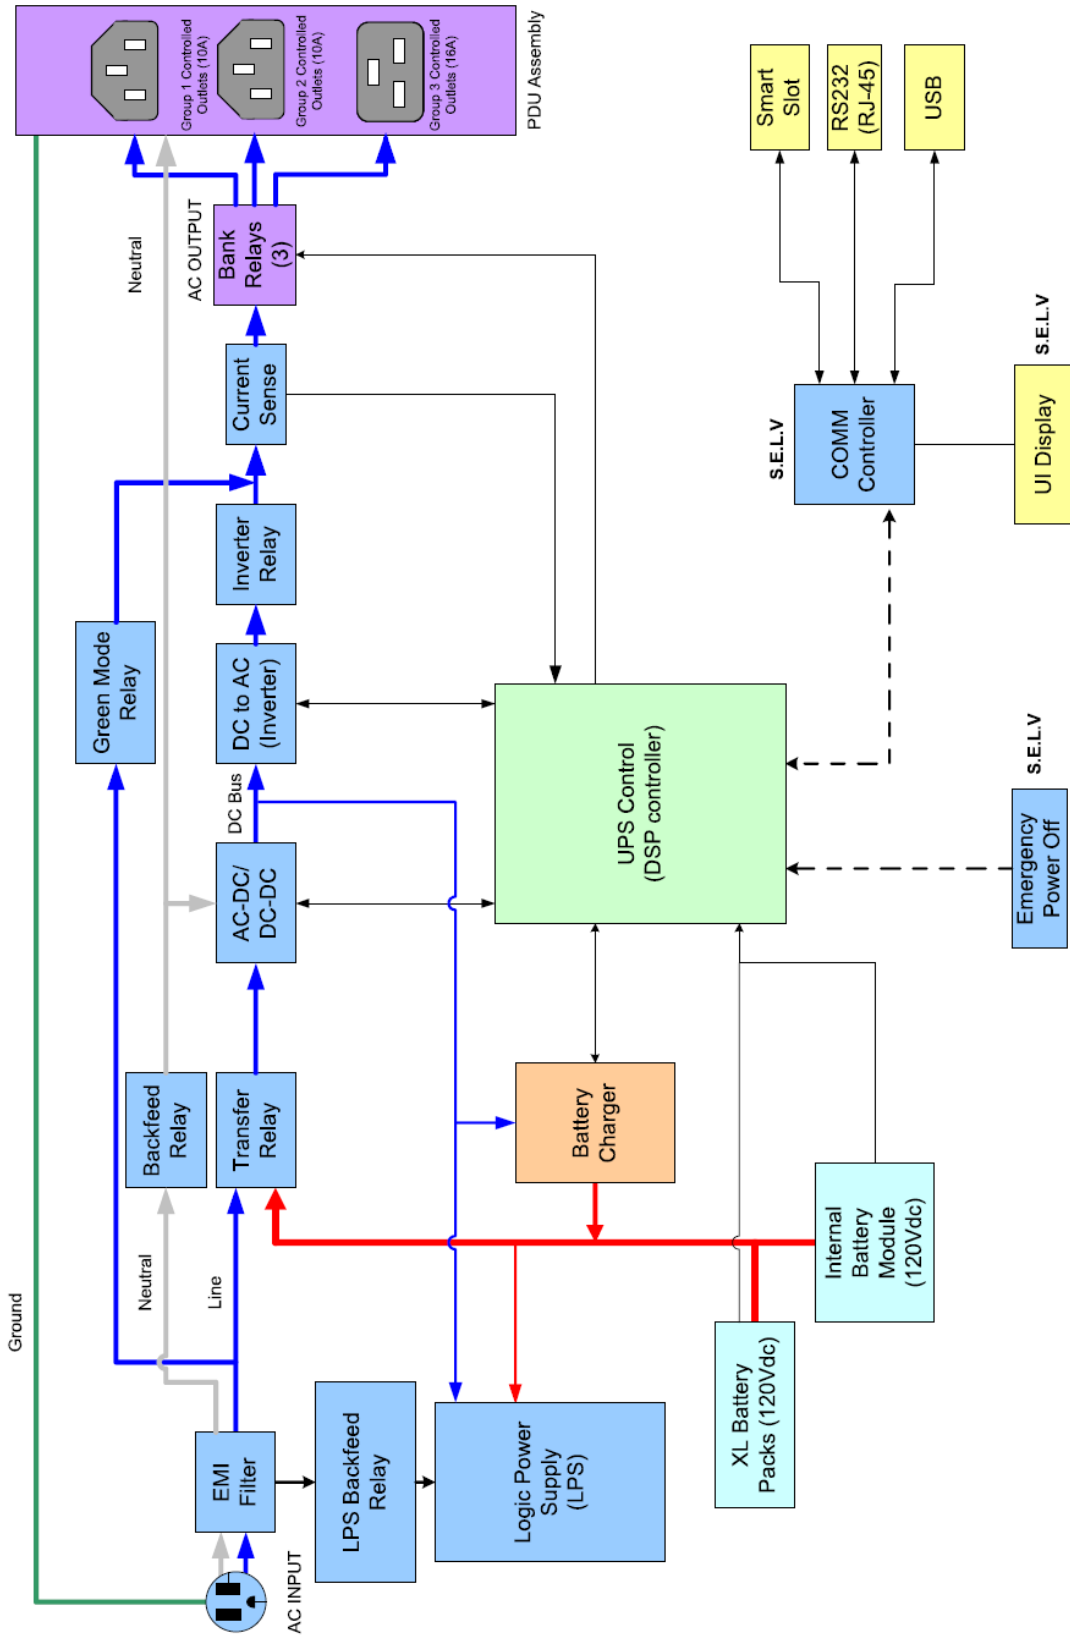 Ground
AC INPUT
EMI
Filter
Neutral
Line
LPS Backfeed
Relay
Logic Power
Supply
(LPS)
Backfeed
Relay
Transfer
Relay
Green Mode
Relay
AC-DC/
DC-DC
DC Bus
DC to AC
(Inverter)
Inverter
Relay
Current
Sense
Neutral
AC OUTPUT
Bank
Relays
(3)
Group 1 Controlled
Outlets (10A)
Group 2 Controlled
Outlets (10A)
Group 3 Controlled
Outlets (16A)
PDU Assembly
Battery
Charger
UPS Control
(DSP controller)
XL Battery
Packs (120Vdc)
Internal
Battery
Module
(120Vdc)
Emergency
Power Off
S.E.L.V
S.E.L.V
COMM
Controller
UI Display
S.E.L.V
Smart
Slot
RS232
(RJ-45)
USB